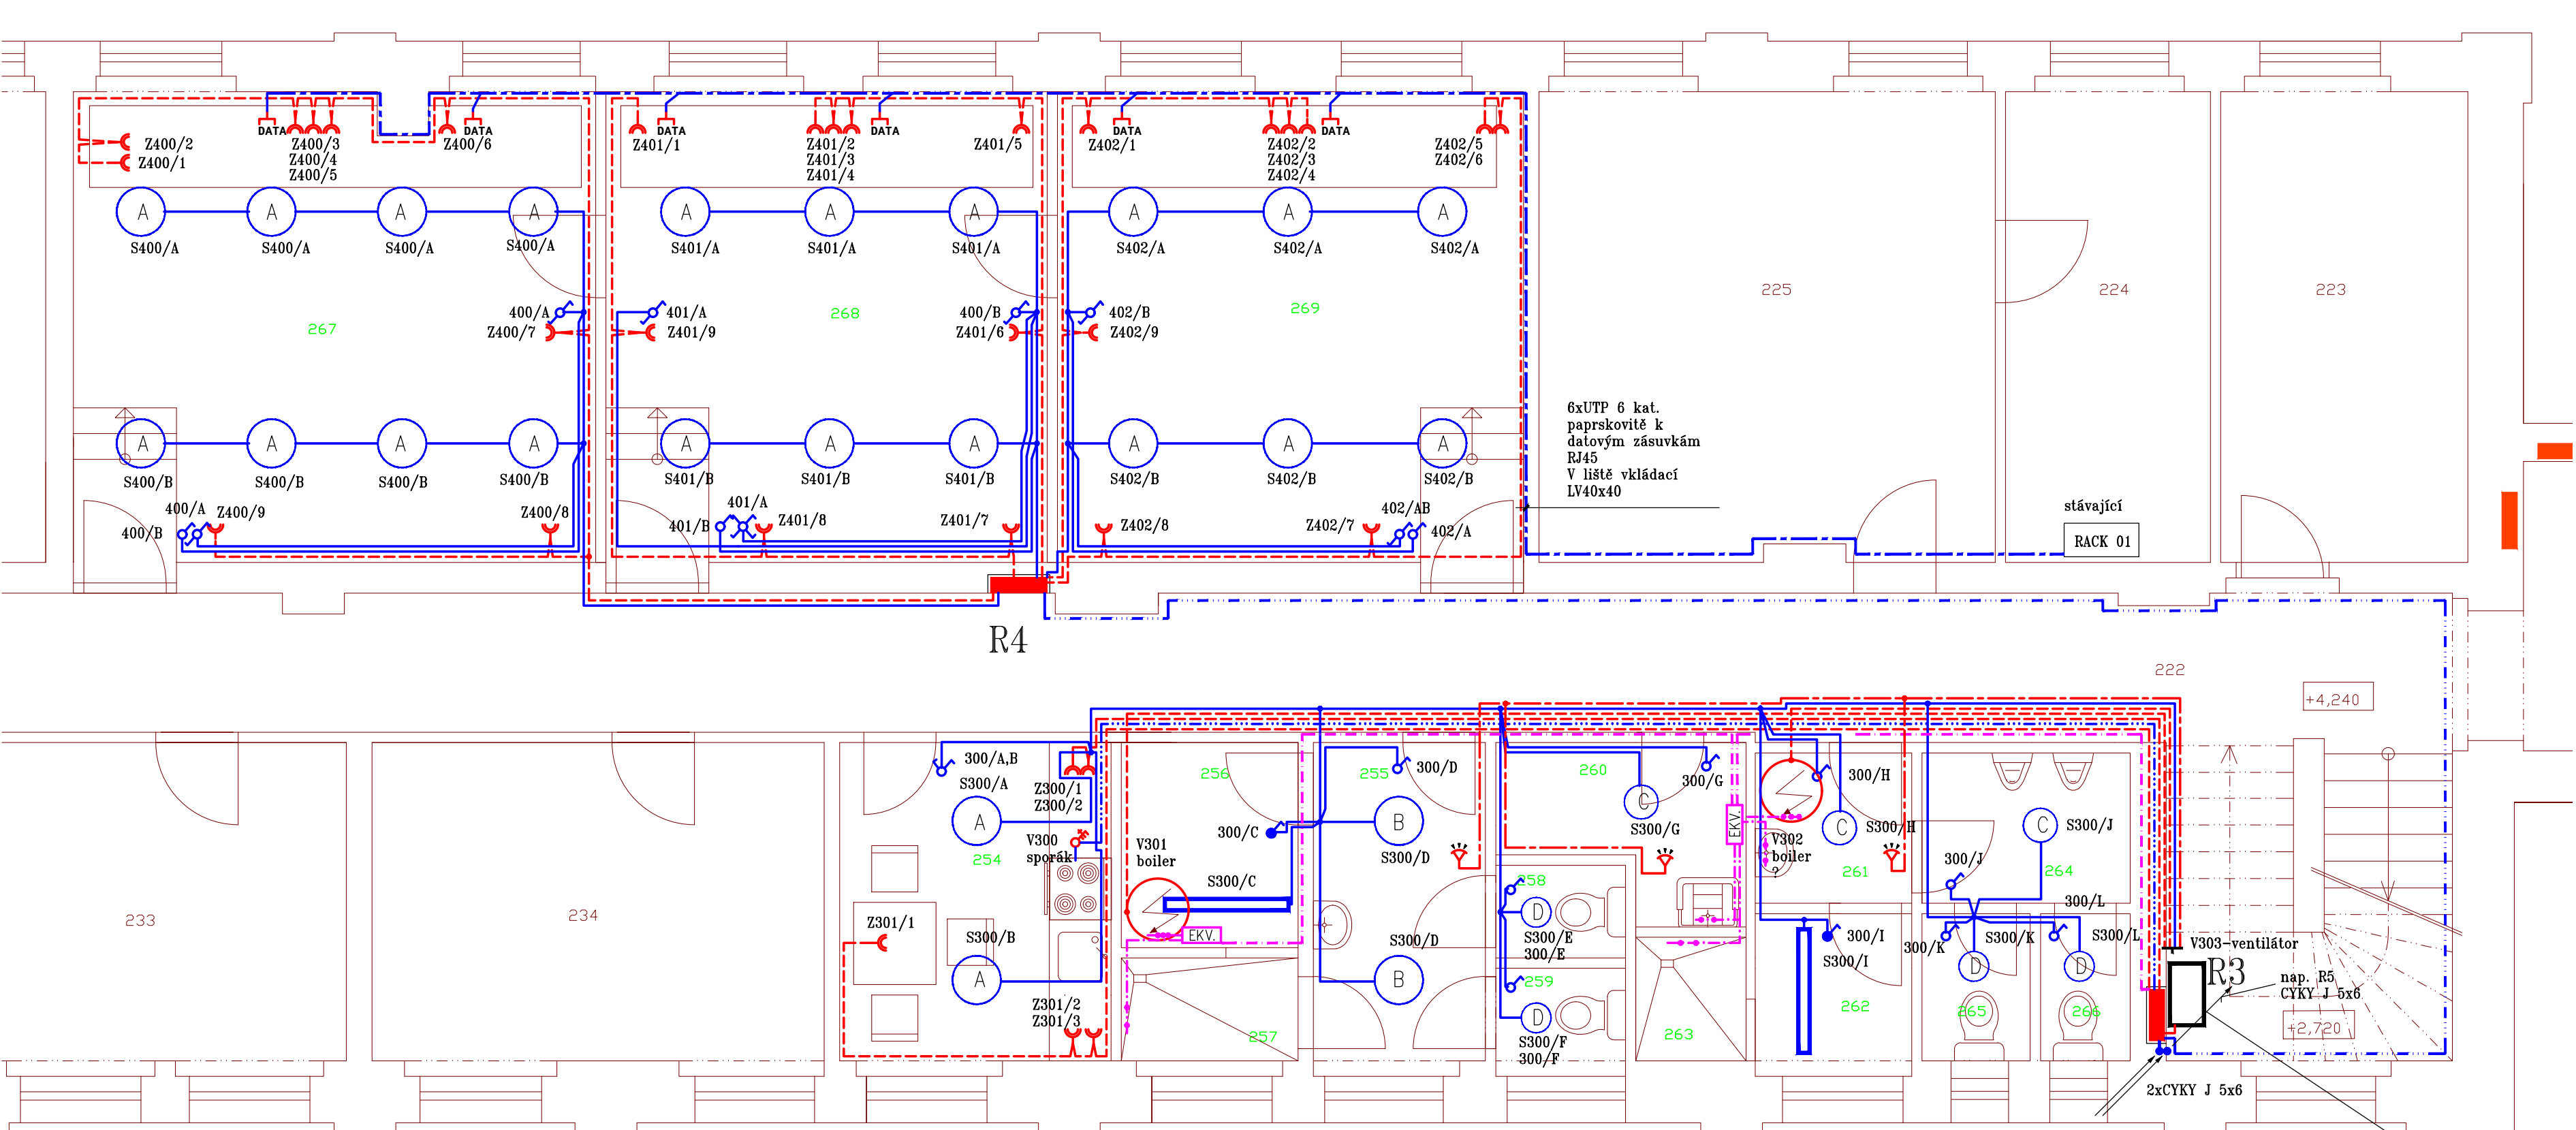 DATA
DATA
DATA
DATA
DATA
DATA
Z400/2
Z400/1
Z400/3
Z400/4
Z400/5
Z400/6
Z401/1
Z401/2
Z401/3
Z401/4
Z401/5
Z402/1
Z402/2
Z402/3
Z402/4
Z402/5
Z402/6
A A A A A A A A A A
S400/A S400/A S400/A S400/A S401/A S401/A S401/A S402/A S402/A S402/A
267
268
269
225
224
223
400/A
Z400/7
401/A
Z401/9
400/B
Z401/6
402/B
Z402/9
6xUTP 6 kat.
paprskovitě k
datovým zásuvkám
RJ45
V liště vkládací
LV40x40
A A A A A A A A A A
S400/B S400/B S400/B S400/B S401/B S401/B S401/B S402/B S402/B S402/B
400/B
400/A
Z400/9
Z400/8
401/B
401/A
Z401/8
Z401/7
Z402/8
Z402/7
402/AB
402/A
stávající
RACK 01
R4
222
+4,240
233
234
300/A,B
S300/A
A
254
Z300/1
Z300/2
V300
sporák
V301
boiler
256
300/C
S300/C
EKV.
257
Z301/1
S300/B
A
Z301/2
Z301/3
255
300/D
B
S300/D
S300/D
B
258
D
S300/E
300/E
259
D
S300/F
300/F
260
300/G
C
S300/G
EKV.
263
V302
boiler
?
300/H
C
S300/H
261
300/I
S300/I
262
C
S300/J
300/J
264
300/L
300/K
S300/K
S300/L
D
D
265
266
V303-ventilátor
R3
nap. R5
CYKY J 5x6
+2,720
2xCYKY J 5x6